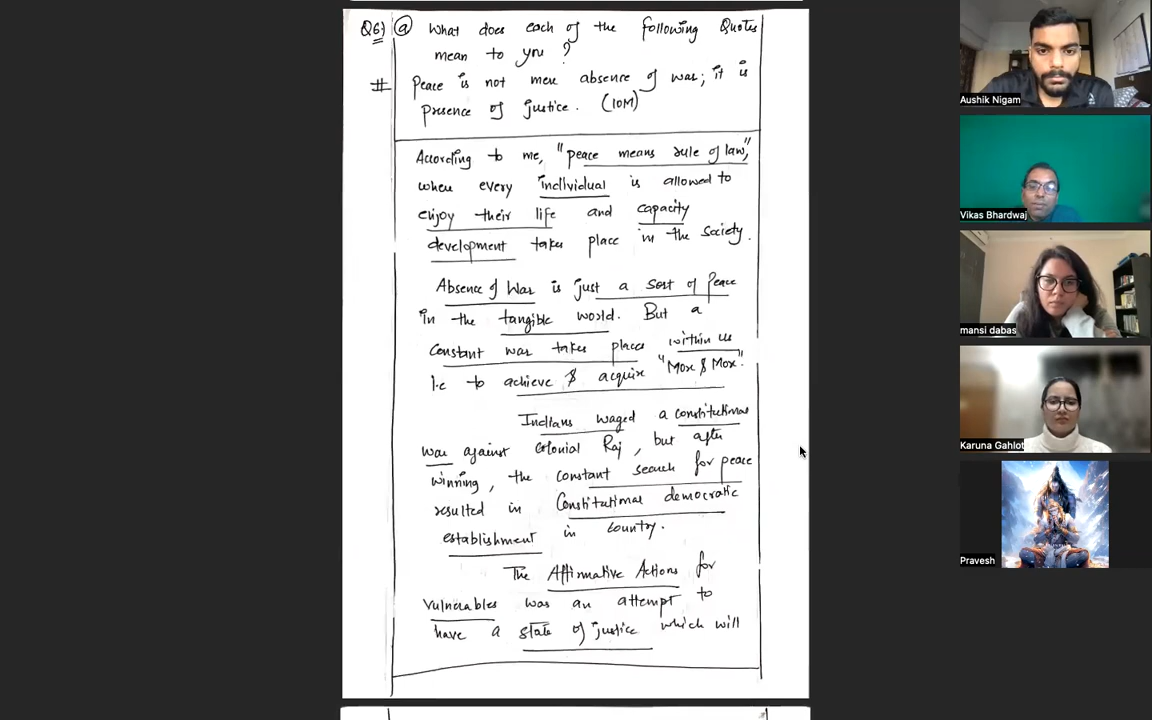 Q6) (a) What does each of the following Quotes
mean to you ?
# Peace is not mere absence of war; it is
presence of justice. (10M)
According to me, "peace means rule of law,"
when every individual is allowed to
enjoy their life and capacity
development takes place in the society.
Absence of War is just a sort of Peace
in the tangible world. But a
constant war takes places within us
i.e to achieve & acquire "More & More".
Indians waged a constitutional
war against colonial Raj, but after
winning, the constant search for peace
resulted in Constitutional democratic
establishment in country.
The Affirmative Actions for
vulnerables was an attempt to
have a state of justice which will
Aushik Nigam
Vikas Bhardwaj
mansi dabas
Karuna Gahlot
Pravesh